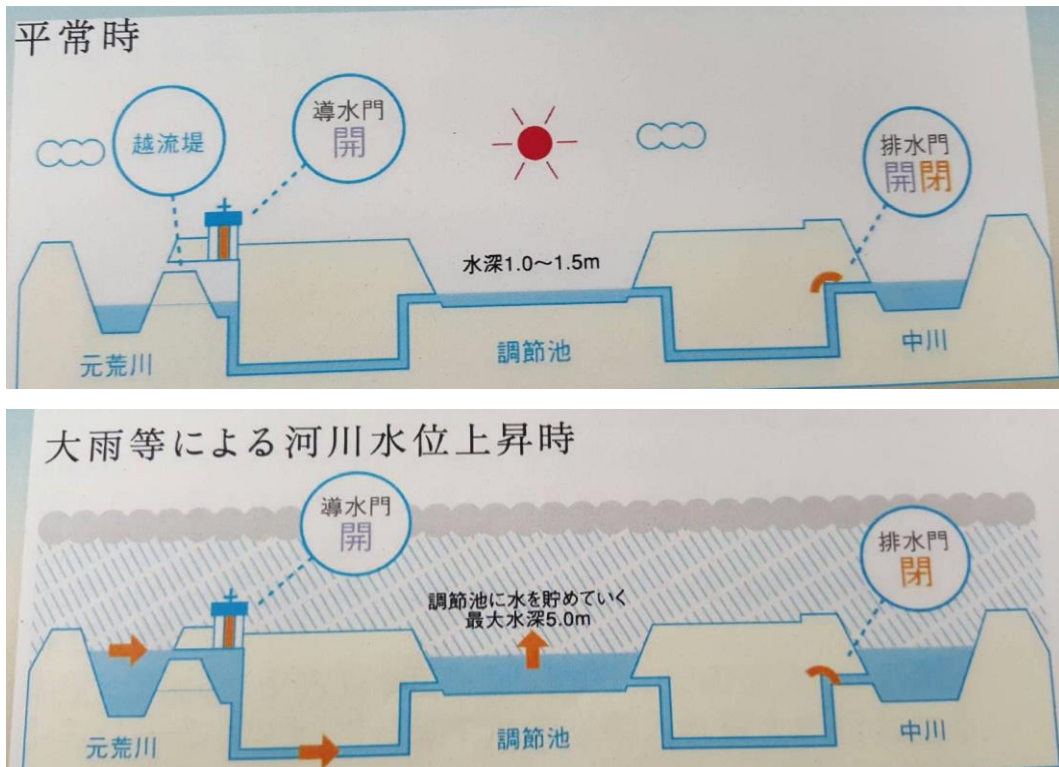 平常時
越流堤
導水門
開
排水門
開閉
水深1.0〜1.5m
元荒川
調節池
中川
大雨等による河川水位上昇時
導水門
開
排水門
閉
調節池に水を貯めていく
最大水深5.0m
元荒川
調節池
中川